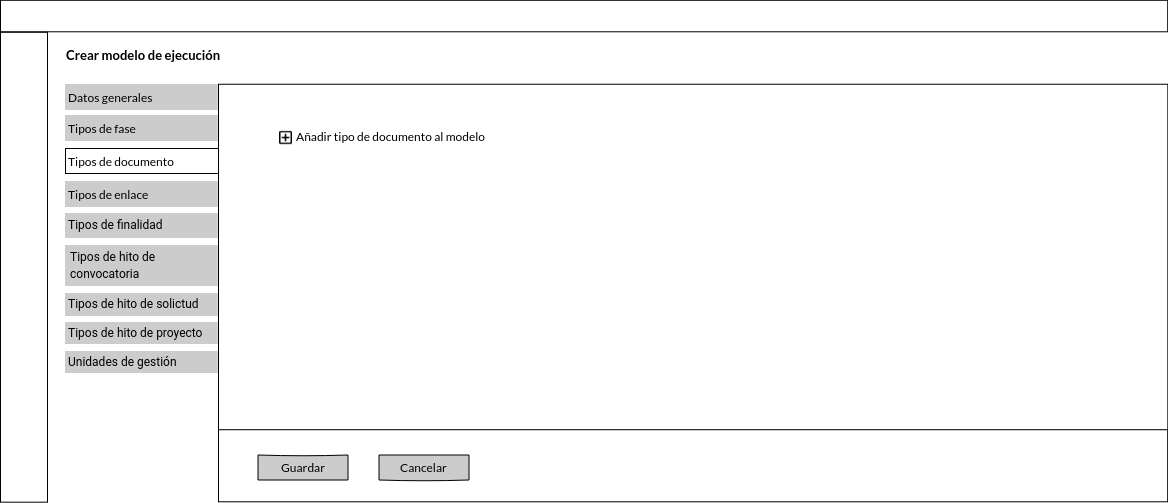 Crear modelo de ejecución
Datos generales
Tipos de fase
Tipos de documento
Tipos de enlace
Tipos de finalidad
Tipos de hito de
convocatoria
Tipos de hito de solictud
Tipos de hito de proyecto
Unidades de gestión
Añadir tipo de documento al modelo
Guardar
Cancelar